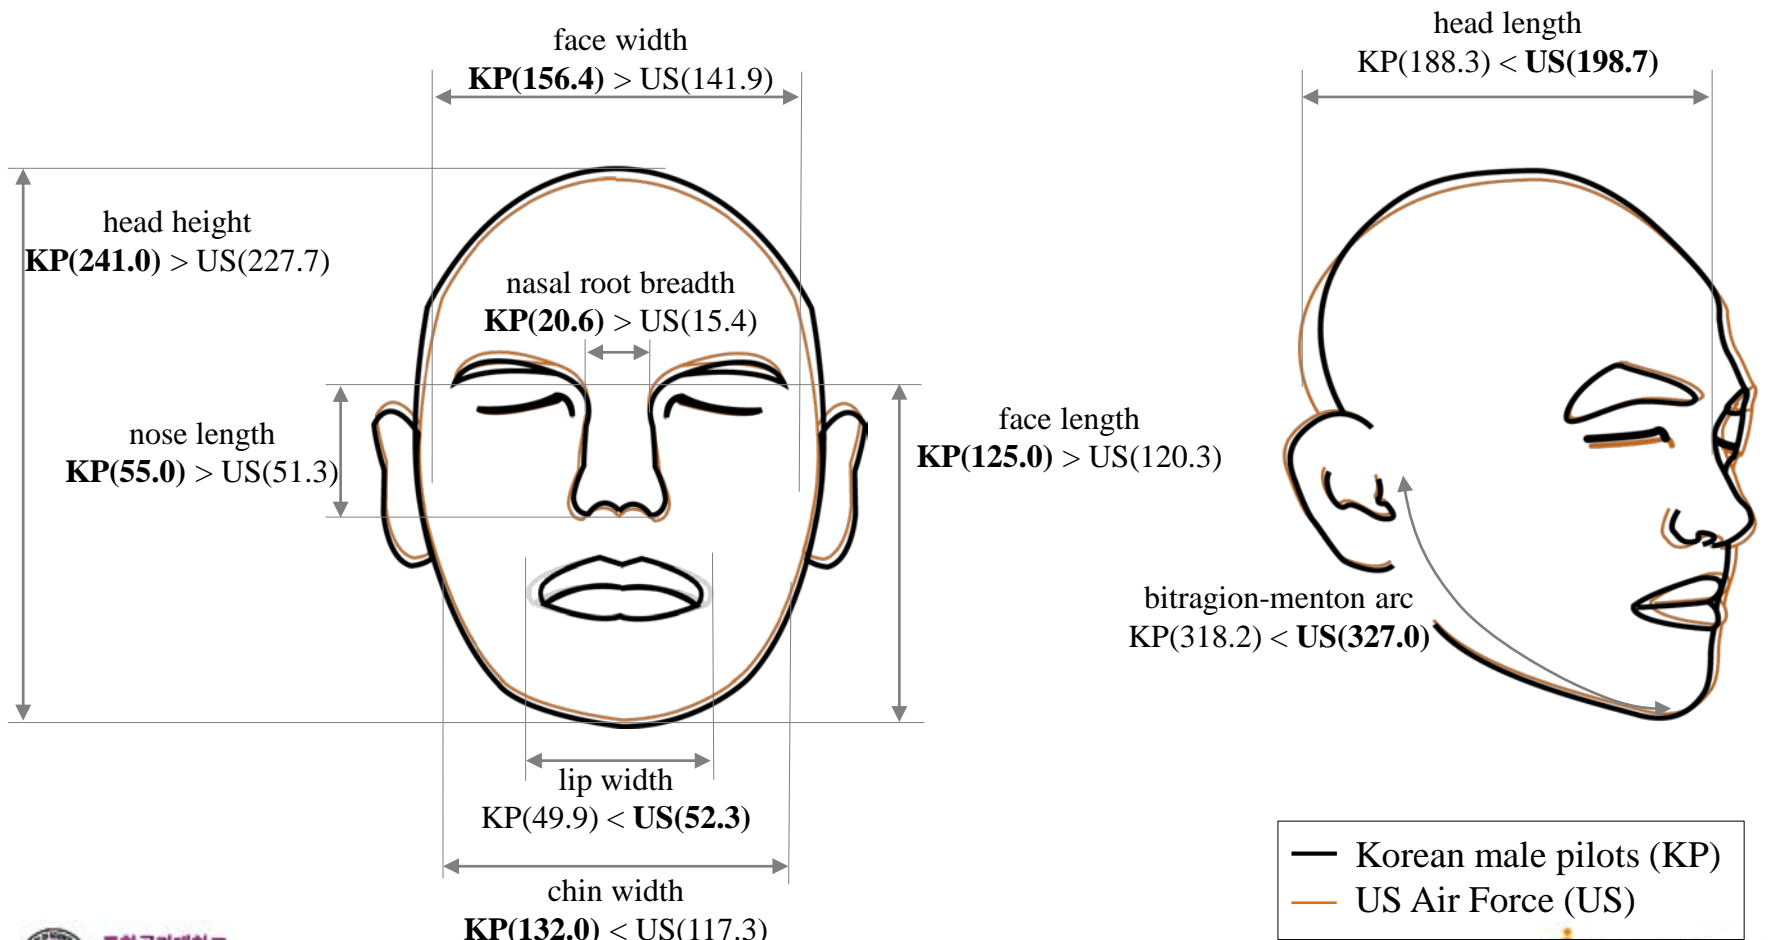 face width
KP(156.4) > US(141.9)
head length
KP(188.3) < US(198.7)
head height
KP(241.0) > US(227.7)
nasal root breadth
KP(20.6) > US(15.4)
nose length
KP(55.0) > US(51.3)
face length
KP(125.0) > US(120.3)
bitragion-menton arc
KP(318.2) < US(327.0)
lip width
KP(49.9) < US(52.3)
chin width
KP(132.0) < US(117.3)
Korean male pilots (KP)
US Air Force (US)